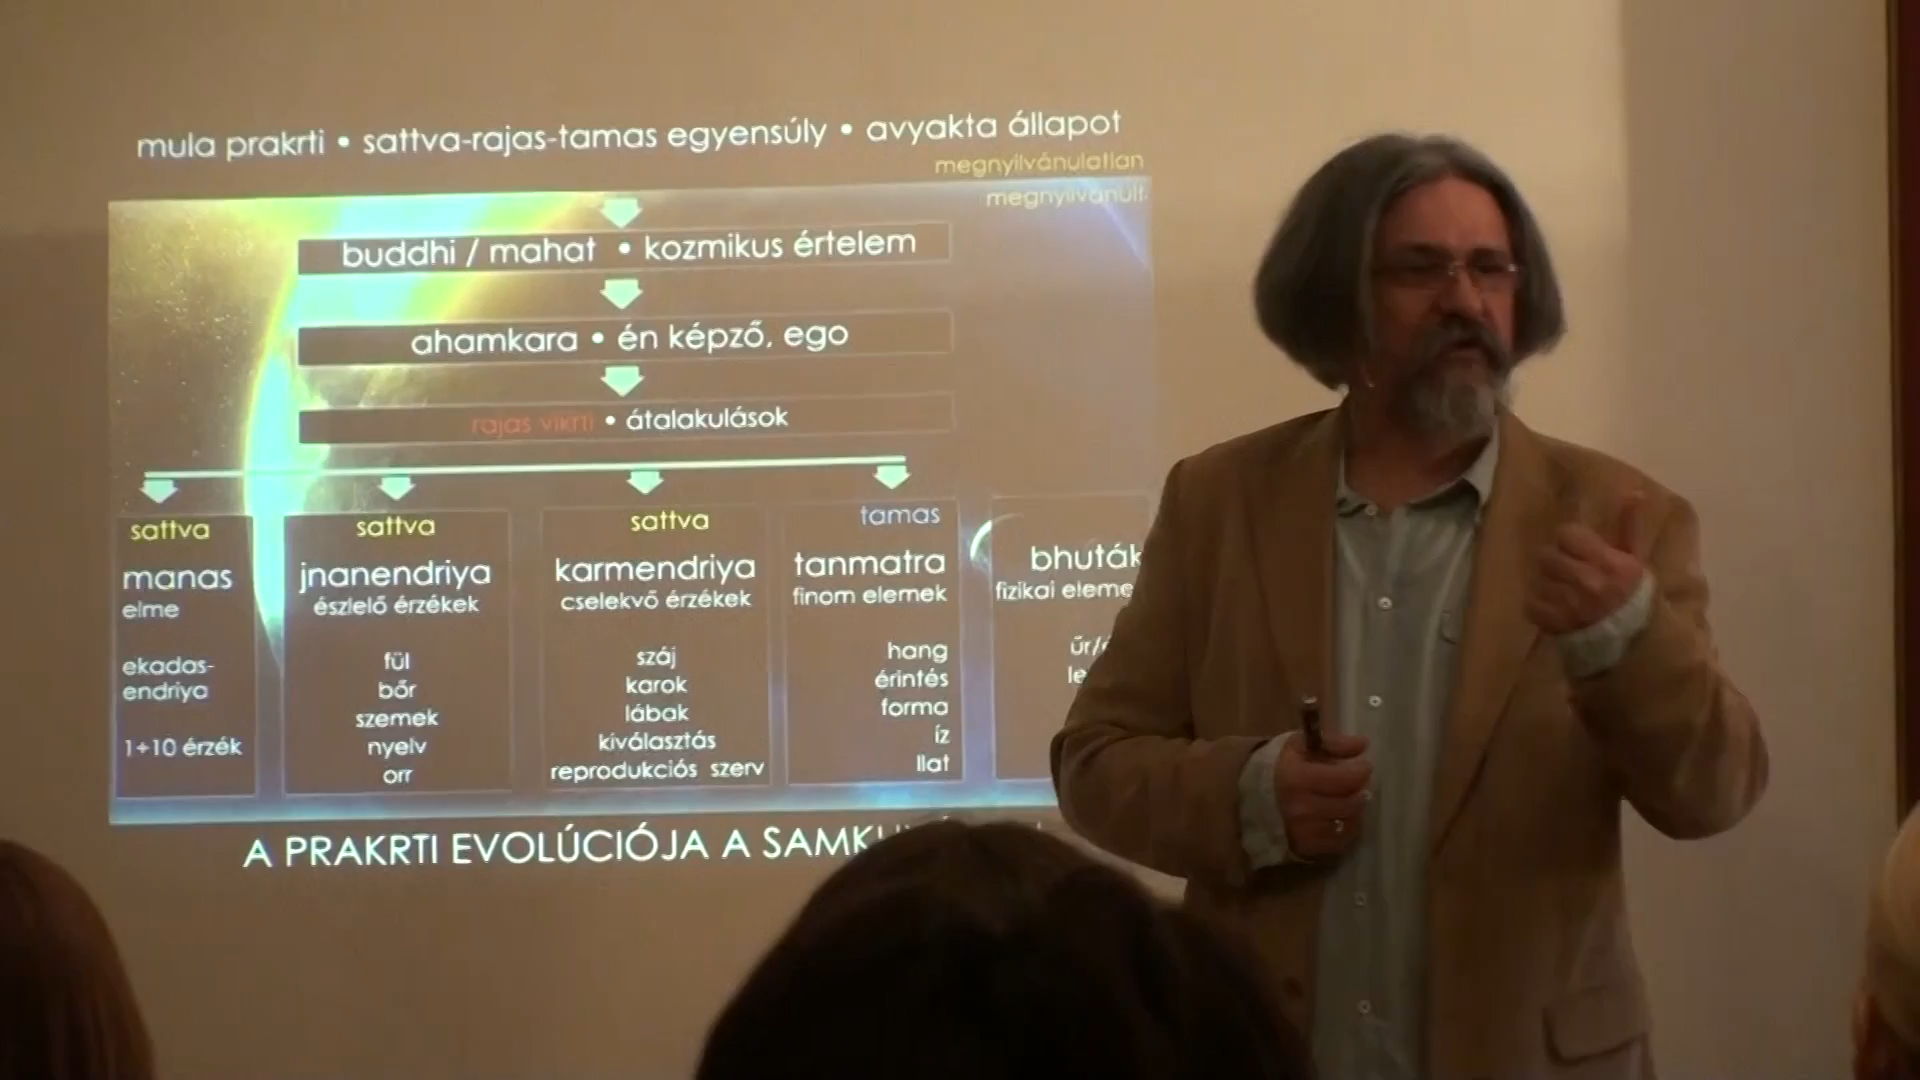 mula prakrti • sattva-rajas-tamas egyensúly • avyakta állapot
megnyilvánulatlan
megnyilvánult
buddhi / mahat • kozmikus értelem
ahamkara • én képző, ego
rajas vikrti • átalakulások
sattva
manas
elme
ekadas-
endriya
1+10 érzék
sattva
jnanendriya
észlelő érzékek
fül
bőr
szemek
nyelv
orr
sattva
karmendriya
cselekvő érzékek
száj
karok
lábak
kiválasztás
reprodukciós szerv
tamas
tanmatra
finom elemek
hang
érintés
forma
íz
llat
bhuták
fizikai
A PRAKRTI EVOLÚCIÓJA A